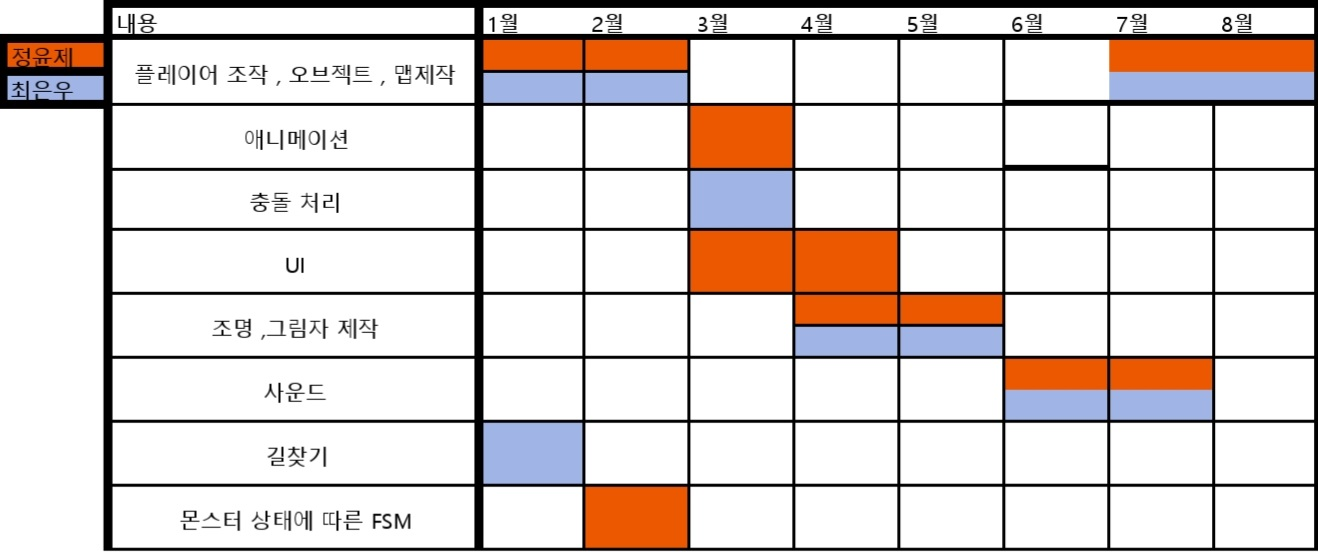 내용 1월 2월 3월 4월 5월 6월 7월 8월
정윤제
최은우
플레이어 조작 , 오브젝트 , 맵제작
애니메이션
충돌 처리
UI
조명 ,그림자 제작
사운드
길찾기
몬스터 상태에 따른 FSM